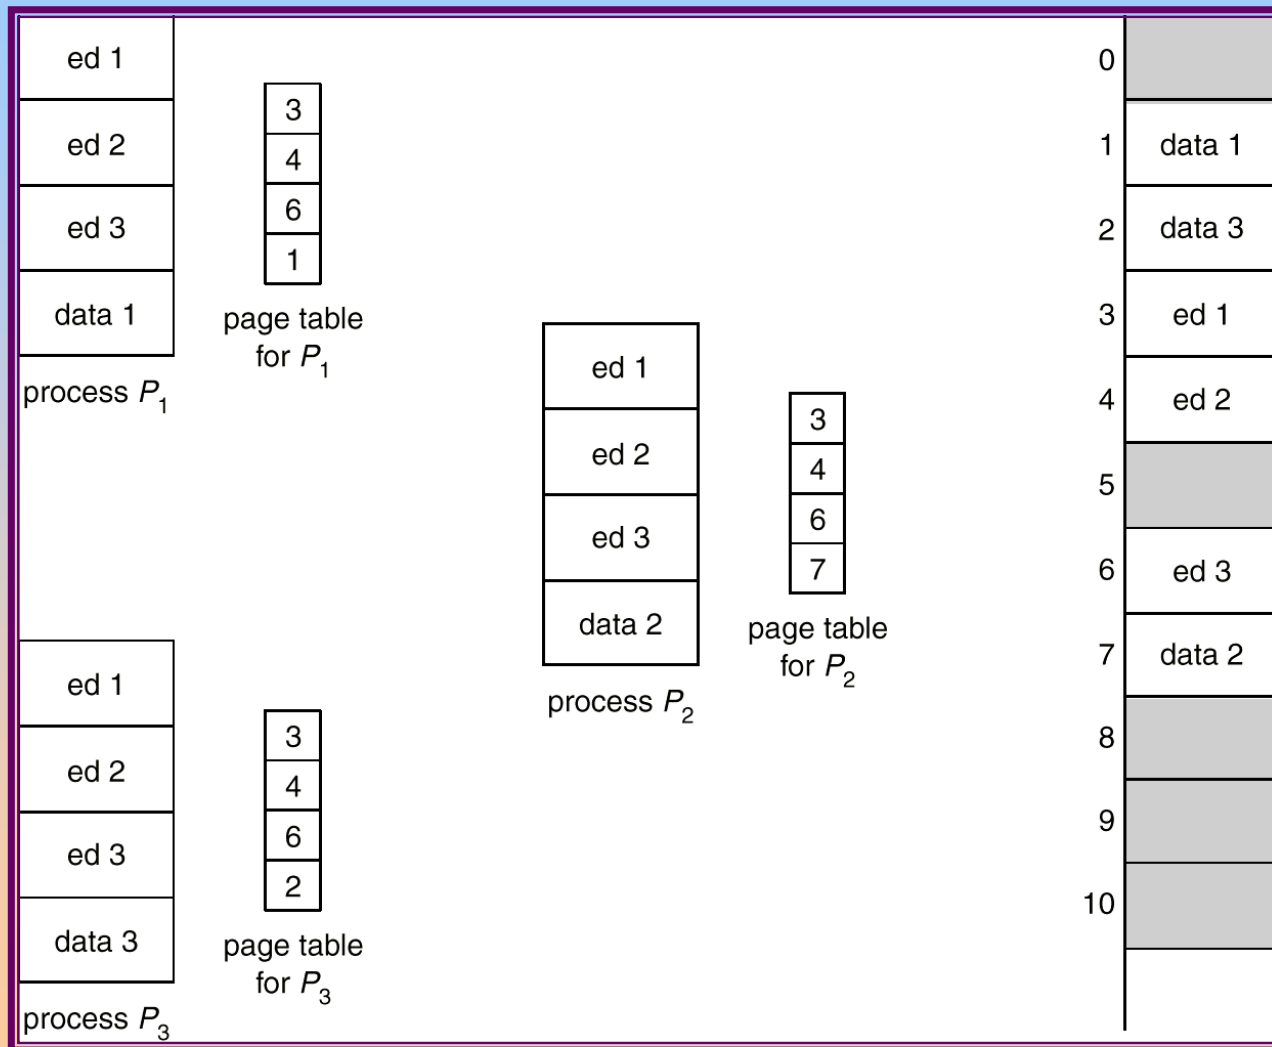 ed 1
ed 2
ed 3
data 1
process P1
3
4
6
1
page table
for P1
ed 1
ed 2
ed 3
data 2
process P2
3
4
6
7
page table
for P2
ed 1
ed 2
ed 3
data 3
process P3
3
4
6
2
page table
for P3
0
1 data 1
2 data 3
3 ed 1
4 ed 2
5
6 ed 3
7 data 2
8
9
10